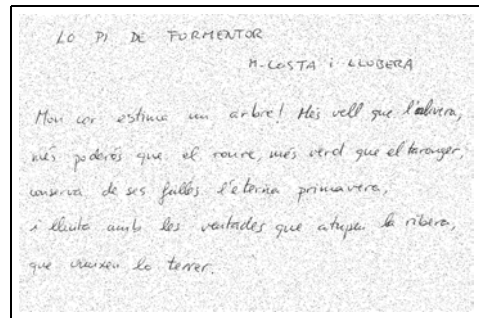 LO PI DE FORMENTOR
M. COSTA i LLOBERA
Mon cor estima un arbre! Més vell que l'olivera,
més poderós que el roure, més verd que el taronger,
conserva de ses fulles l'eterna primavera,
i lluita amb les ventades que atupen la ribera,
que cruixen lo terrer.